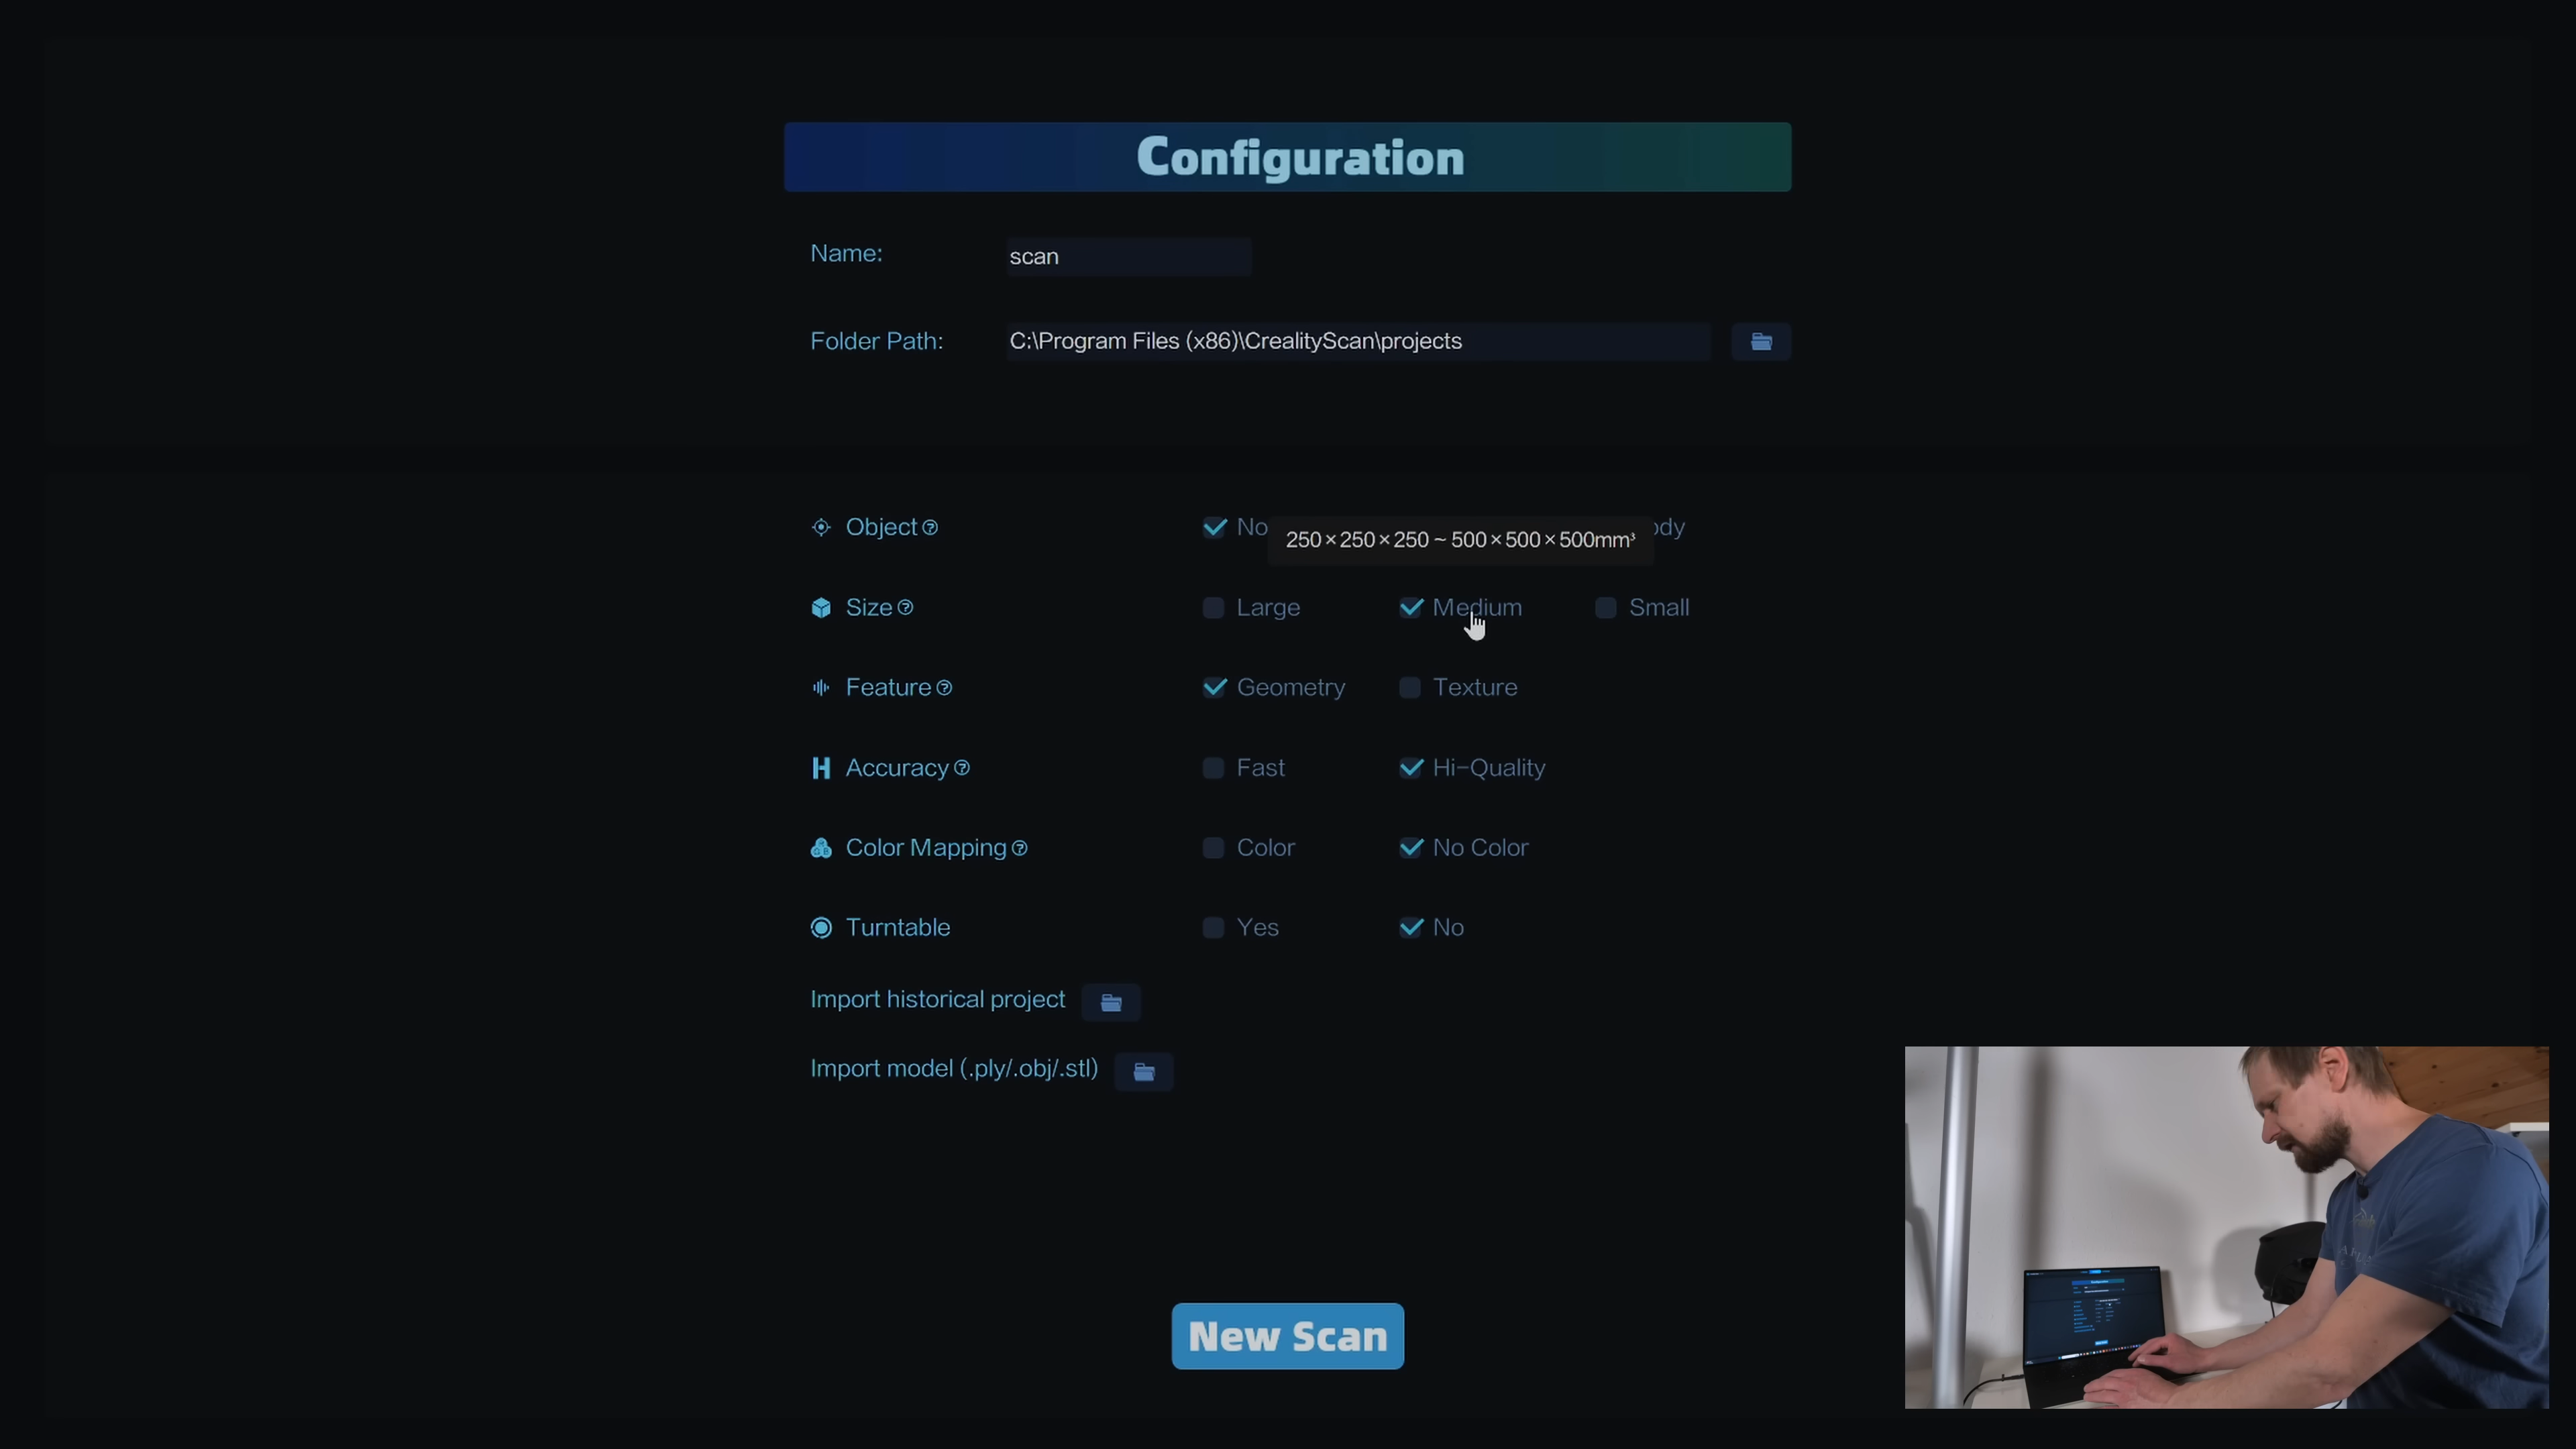 Configuration
Name: scan
Folder Path: C:\Program Files (x86)\CrealityScan\projects
Object
250×250×250 ~ 500×500×500mm³
Size Large Medium Small
Feature Geometry Texture
Accuracy Fast Hi-Quality
Color Mapping Color No Color
Turntable Yes No
Import historical project
Import model (.ply/.obj/.stl)
New Scan